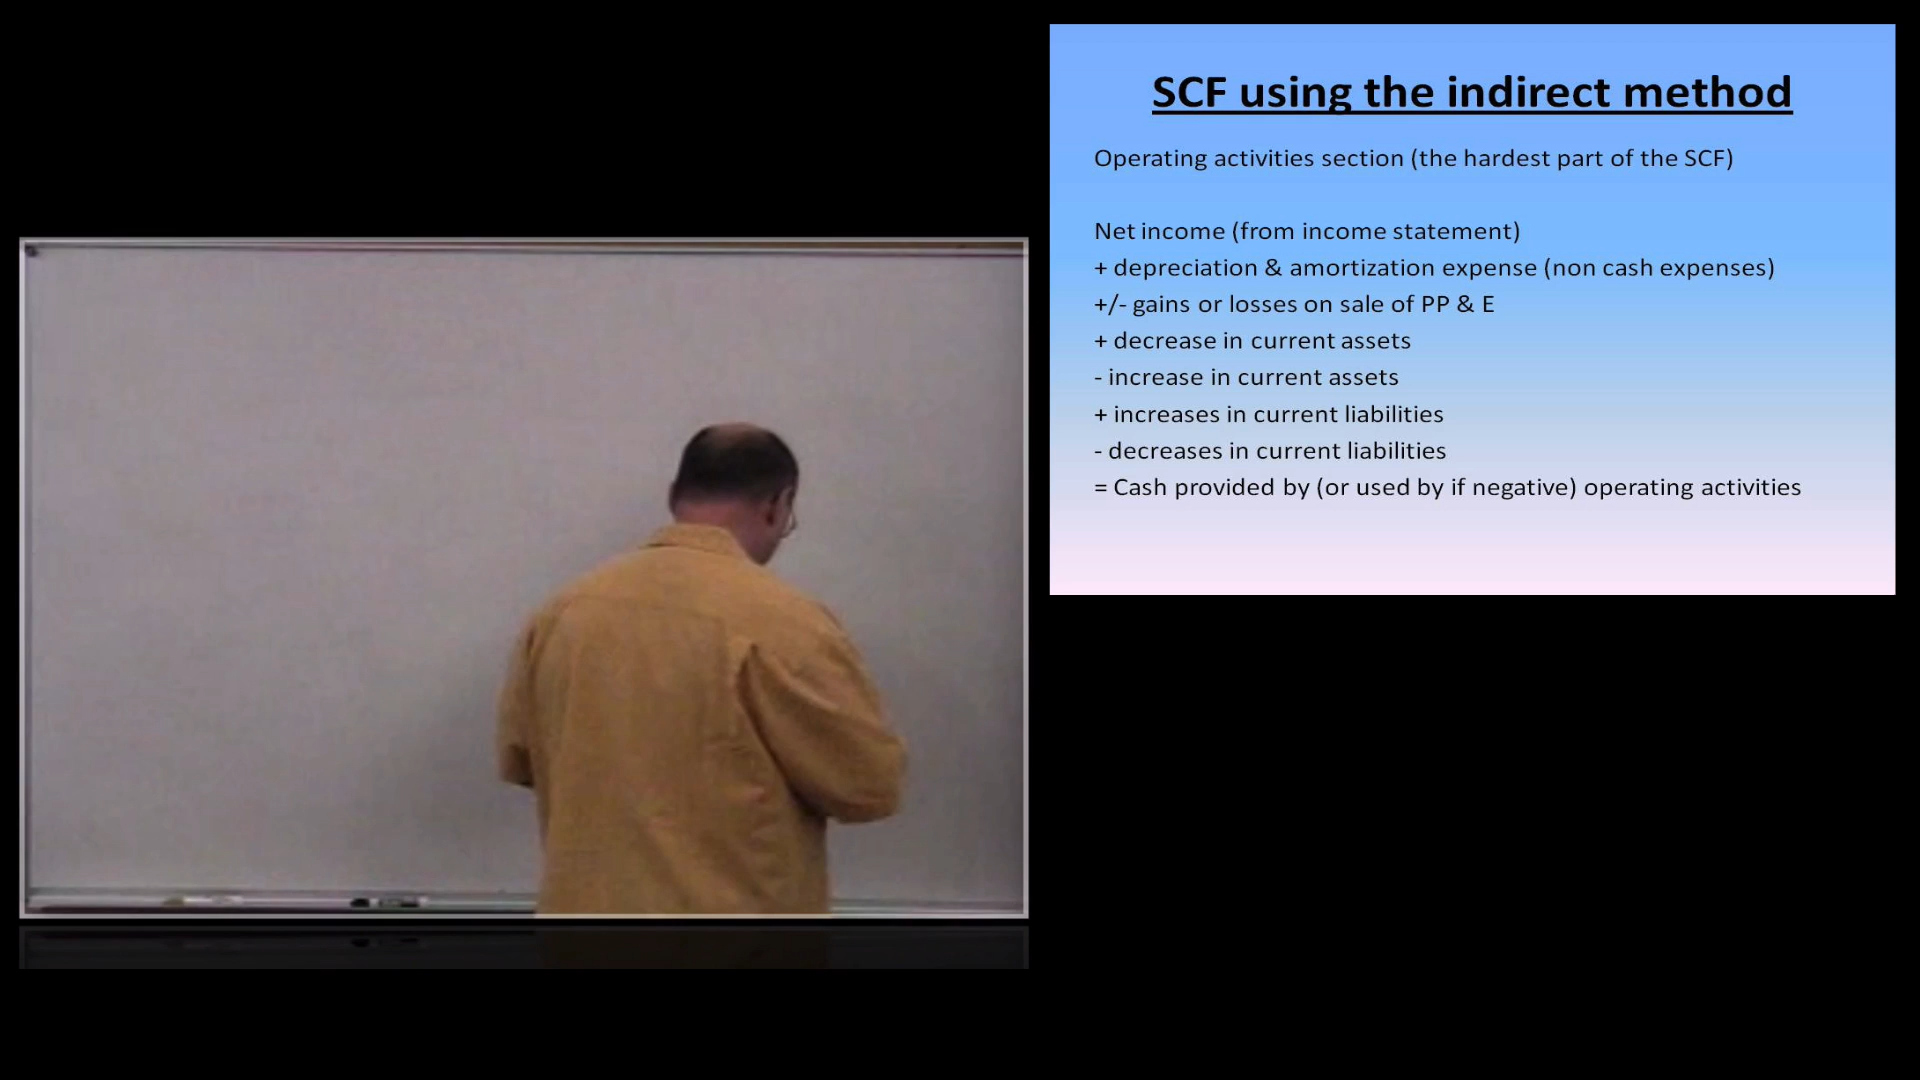 SCF using the indirect method
Operating activities section (the hardest part of the SCF)
Net income (from income statement)
+ depreciation & amortization expense (non cash expenses)
+/- gains or losses on sale of PP & E
+ decrease in current assets
- increase in current assets
+ increases in current liabilities
- decreases in current liabilities
= Cash provided by (or used by if negative) operating activities